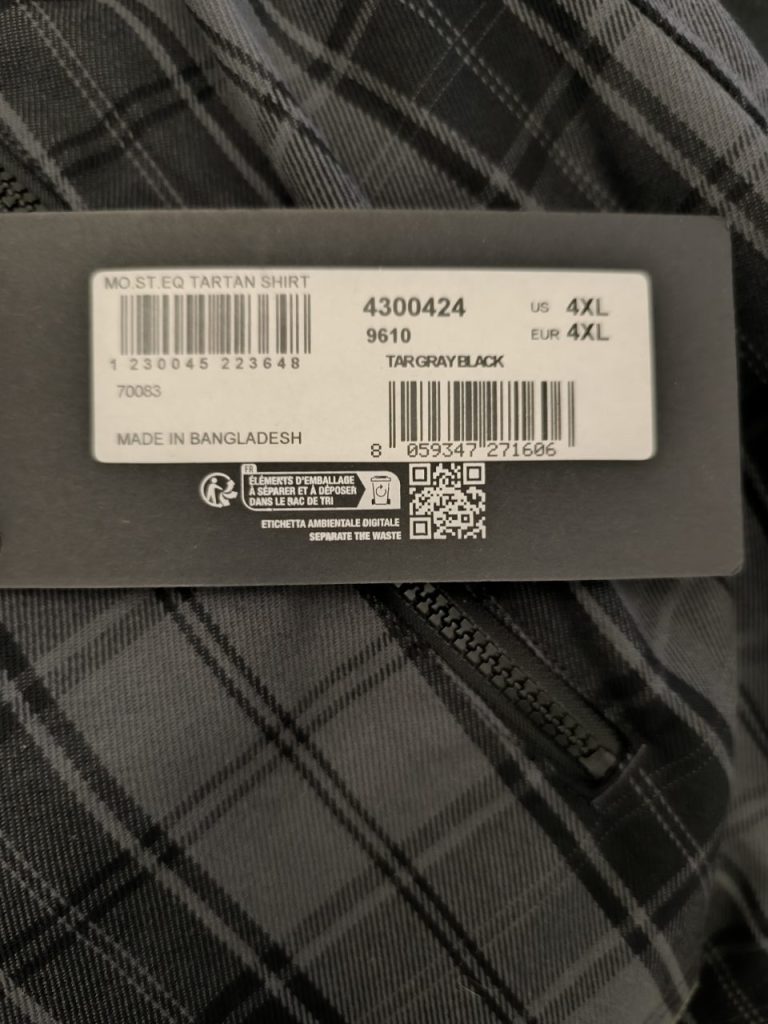 MO.ST.EQ TARTAN SHIRT
1 230045 223648
70083
MADE IN BANGLADESH
4300424
9610
US 4XL
EUR 4XL
TAR GRAY BLACK
8 059347 271606
FR
ÉLÉMENTS D'EMBALLAGE
À SÉPARER ET À DÉPOSER
DANS LE BAC DE TRI
ETICHETTA AMBIENTALE DIGITALE
SEPARATE THE WASTE